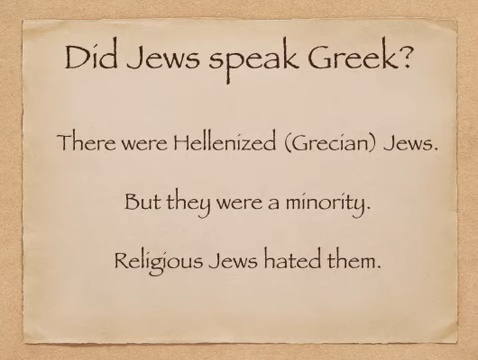 Did Jews speak Greek?
There were Hellenized (Grecian) Jews.
But they were a minority.
Religious Jews hated them.